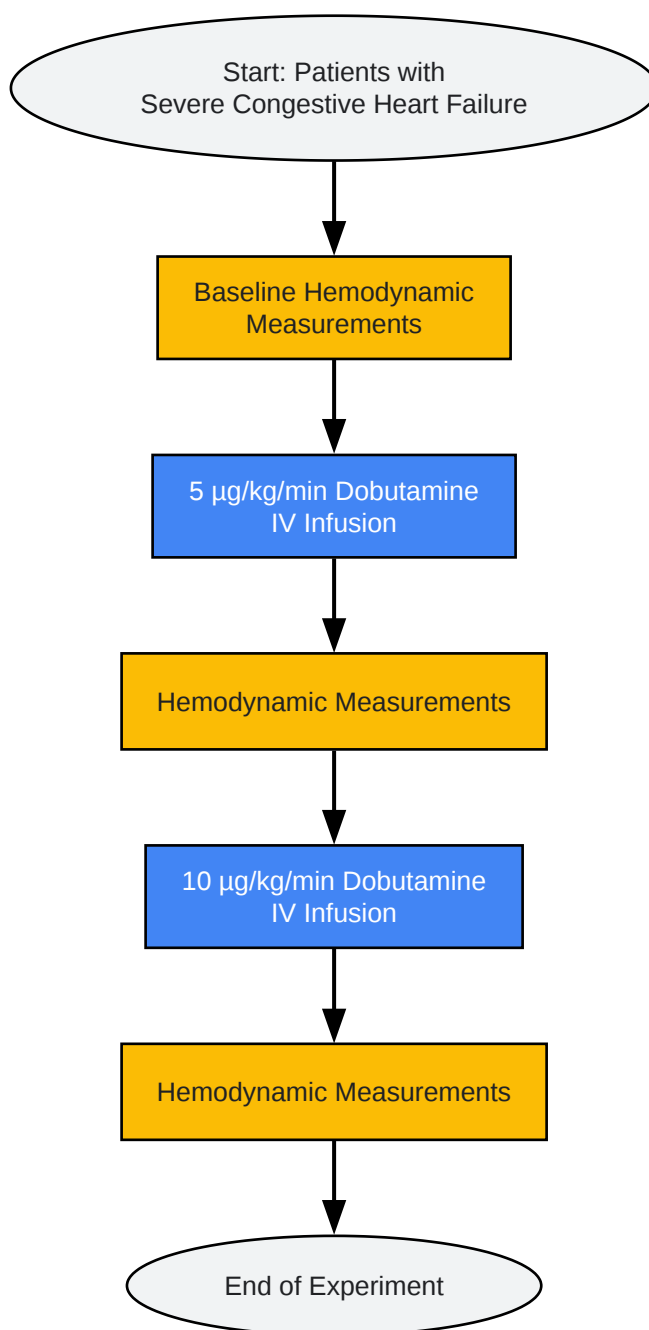 Start: Patients with
Severe Congestive Heart Failure
Baseline Hemodynamic
Measurements
5 µg/kg/min Dobutamine
IV Infusion
Hemodynamic Measurements
10 µg/kg/min Dobutamine
IV Infusion
Hemodynamic Measurements
End of Experiment